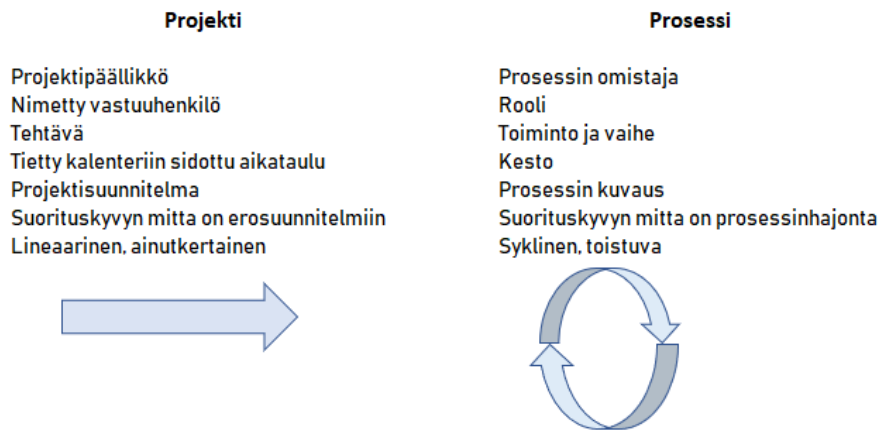 Projekti
Projektipäällikkö
Nimetty vastuuhenkilö
Tehtävä
Tietty kalenteriin sidottu aikataulu
Projektisuunnitelma
Suorituskyvyn mitta on erosuunnitelmiin
Lineaarinen, ainutkertainen
Prosessi
Prosessin omistaja
Rooli
Toiminto ja vaihe
Kesto
Prosessin kuvaus
Suorituskyvyn mitta on prosessinhajonta
Syklinen, toistuva